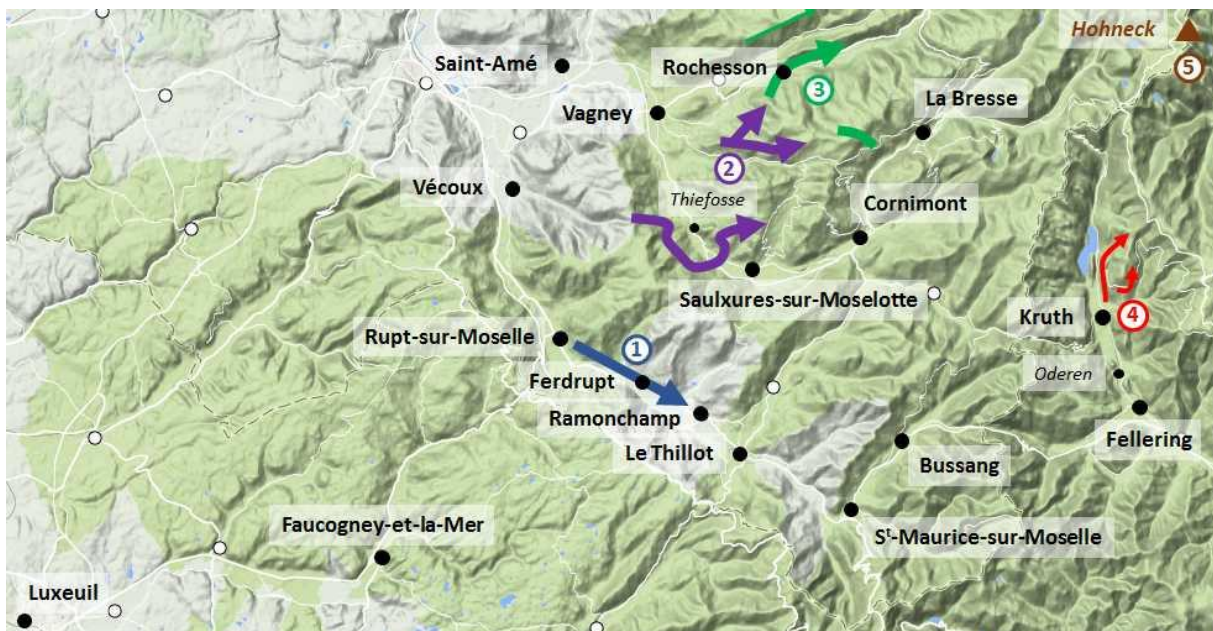 Hohneck
5
Saint-Amé
Rochesson
3
La Bresse
Vagney
2
Vécoux
Thiefosse
Cornimont
Saulxures-sur-Moselotte
Kruth
4
Rupt-sur-Moselle
1
Ferdrupt
Oderen
Ramonchamp
Fellering
Le Thillot
Bussang
Faucogney-et-la-Mer
St-Maurice-sur-Moselle
Luxeuil